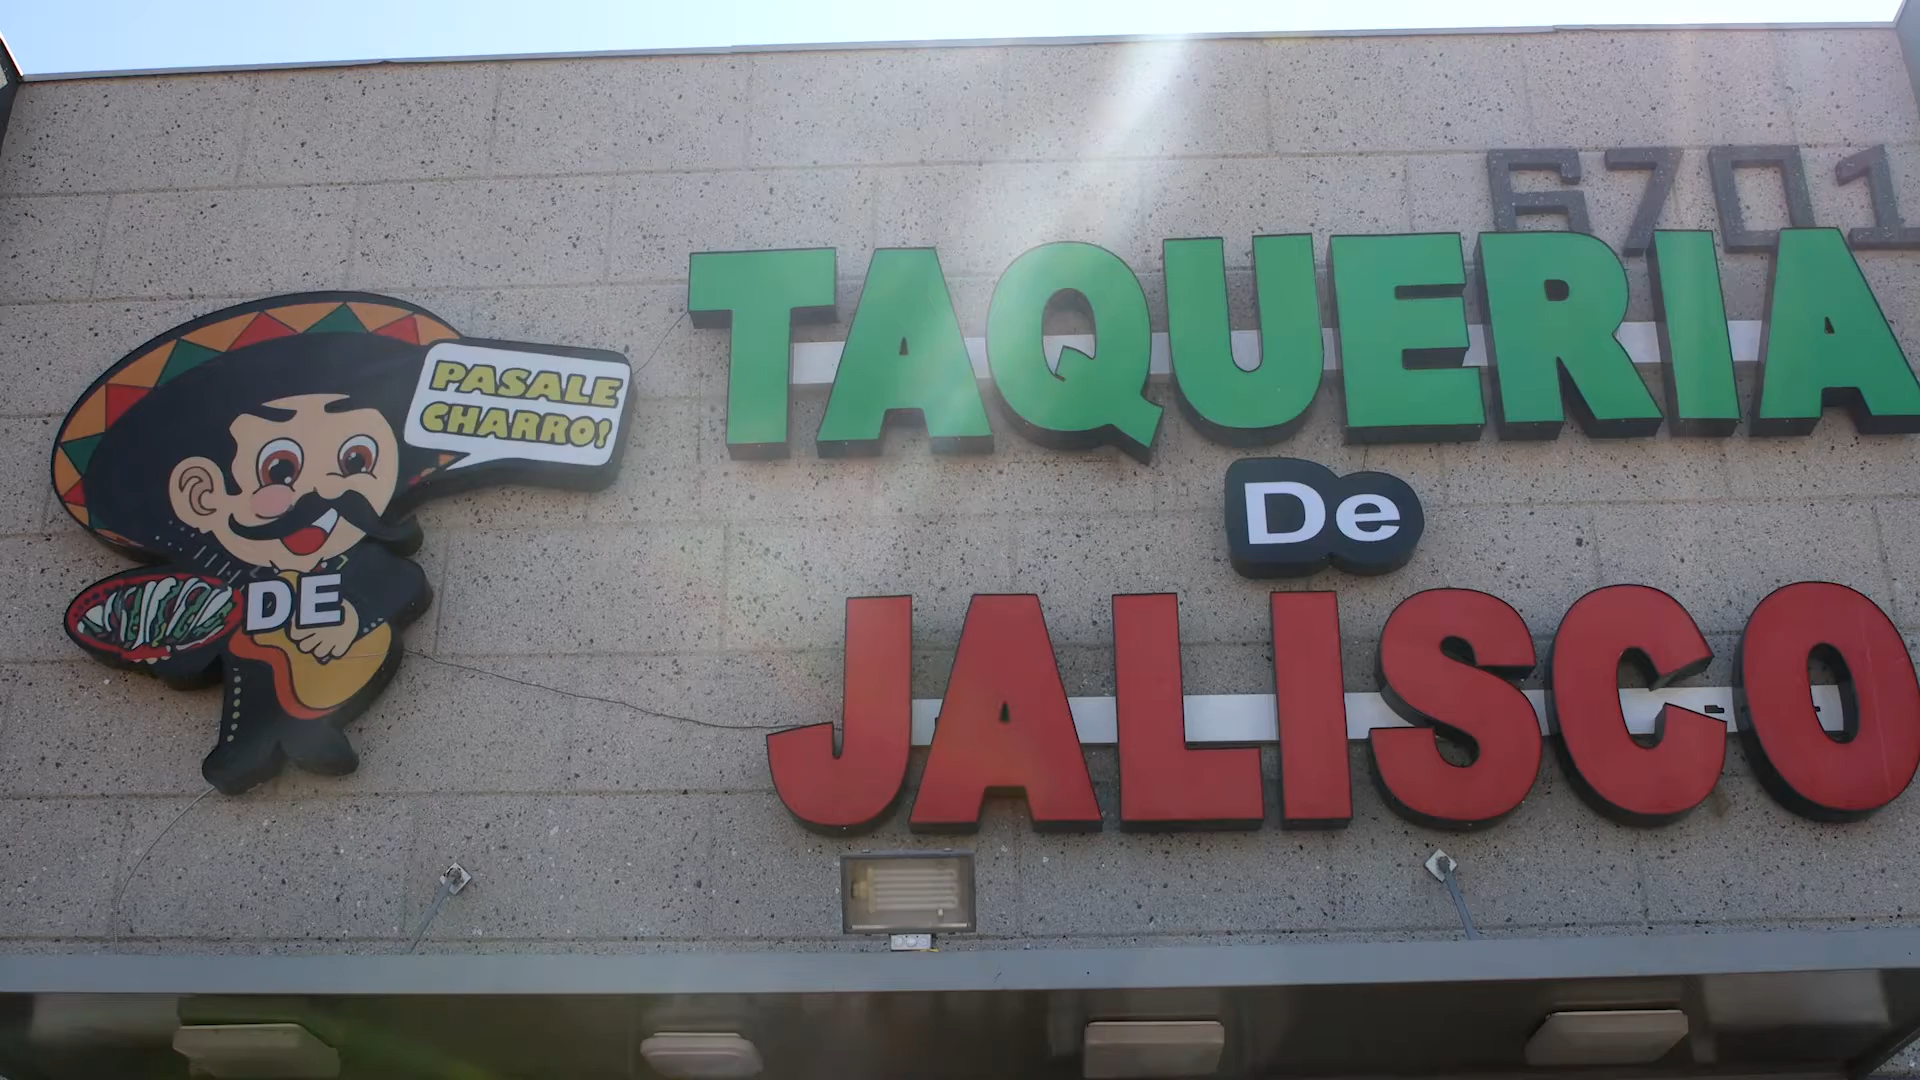 6701
TAQUERIA
De
JALISCO
PASALE
CHARRO!
DE